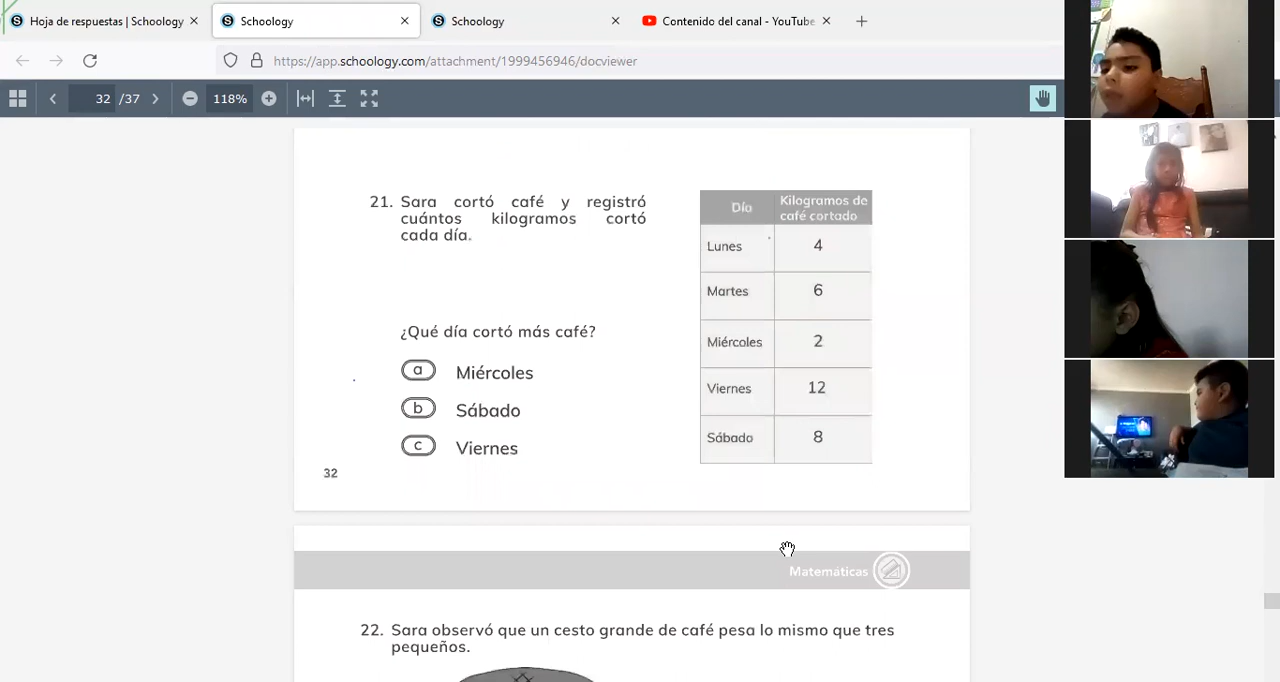 Hoja de respuestas | Schoology
Schoology
Schoology
Contenido del canal - YouTube
https://app.schoology.com/attachment/1999456946/docviewer
32 /37
118%
21. Sara cortó café y registró
cuántos kilogramos cortó
cada día.
¿Qué día cortó más café?
a Miércoles
b Sábado
c Viernes
32
Día Kilogramos de
café cortado
Lunes 4
Martes 6
Miércoles 2
Viernes 12
Sábado 8
Matemáticas
22. Sara observó que un cesto grande de café pesa lo mismo que tres
pequeños.